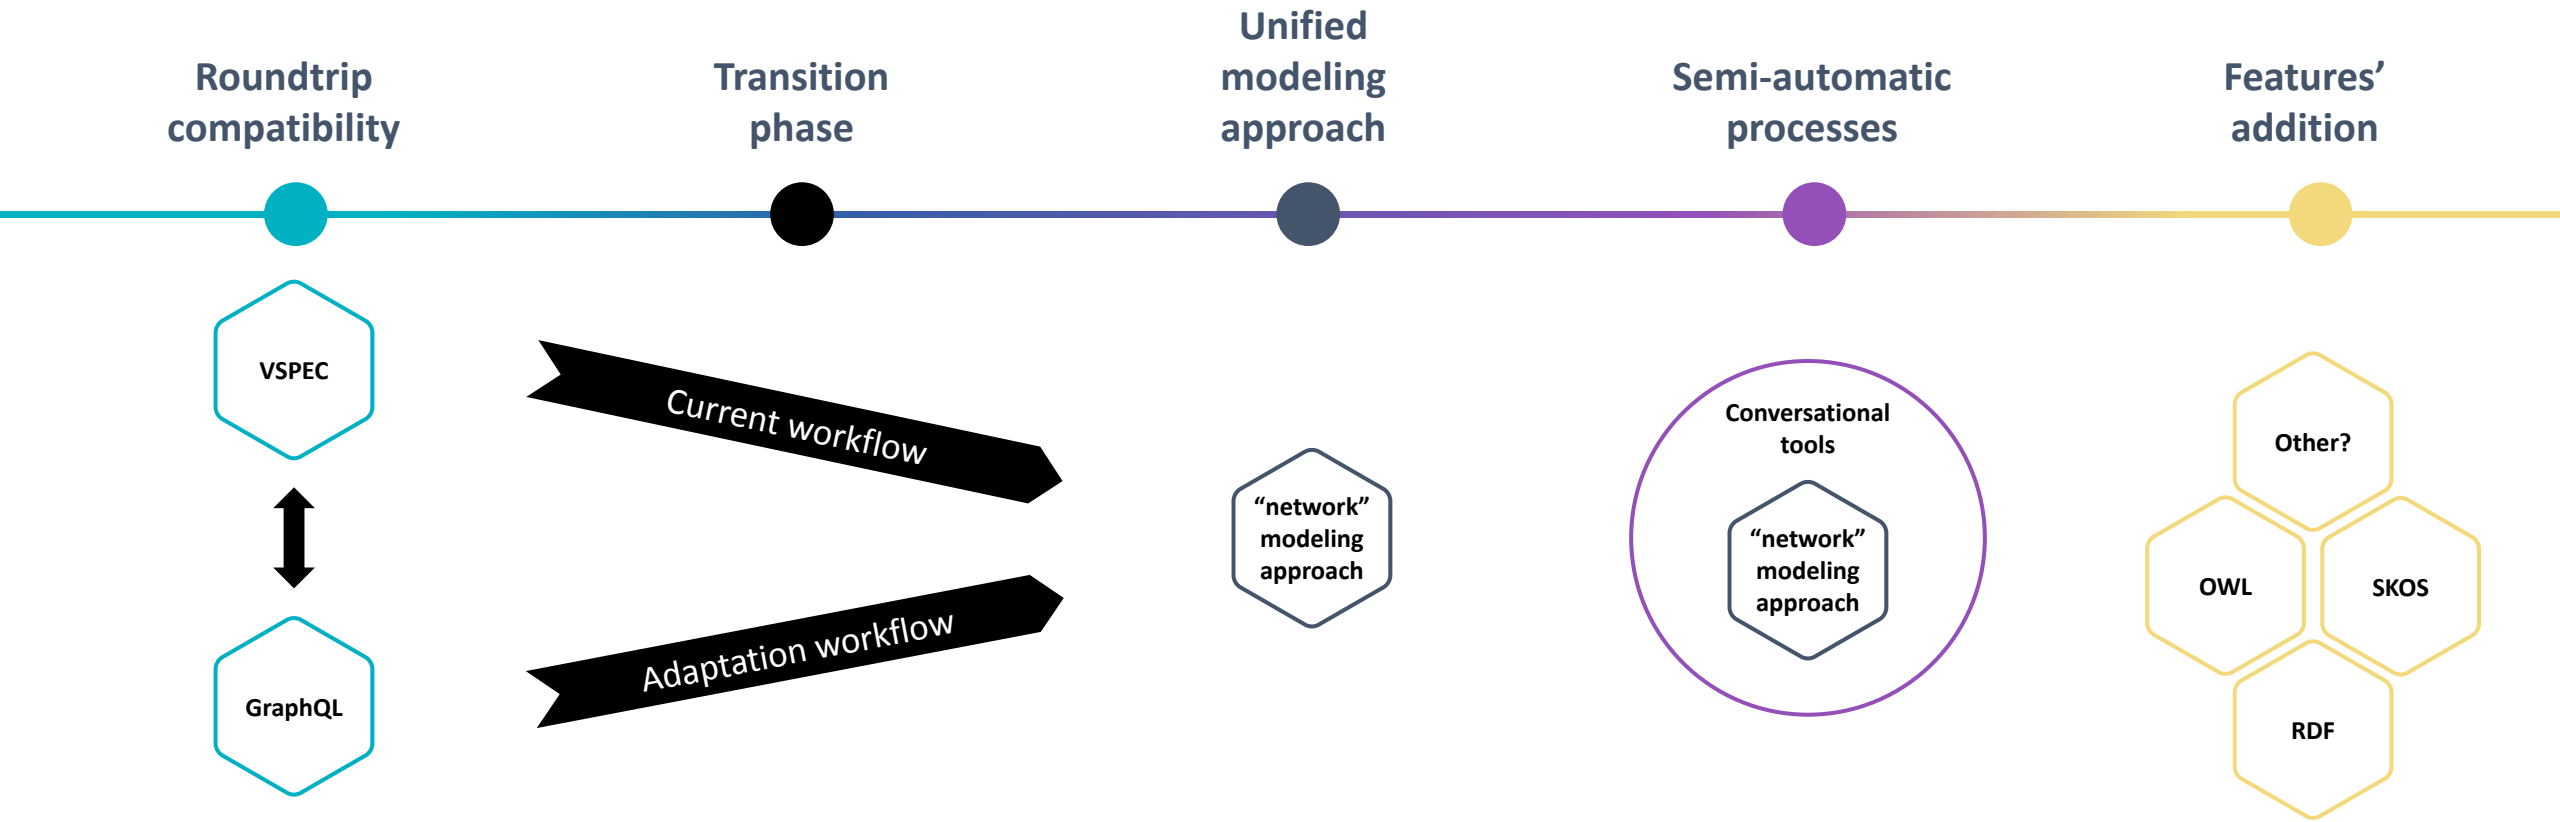 Roundtrip
compatibility
Transition
phase
Unified
modeling
approach
Semi-automatic
processes
Features’
addition
VSPEC
GraphQL
Current workflow
Adaptation workflow
“network”
modeling
approach
Conversational
tools
“network”
modeling
approach
Other?
OWL
SKOS
RDF